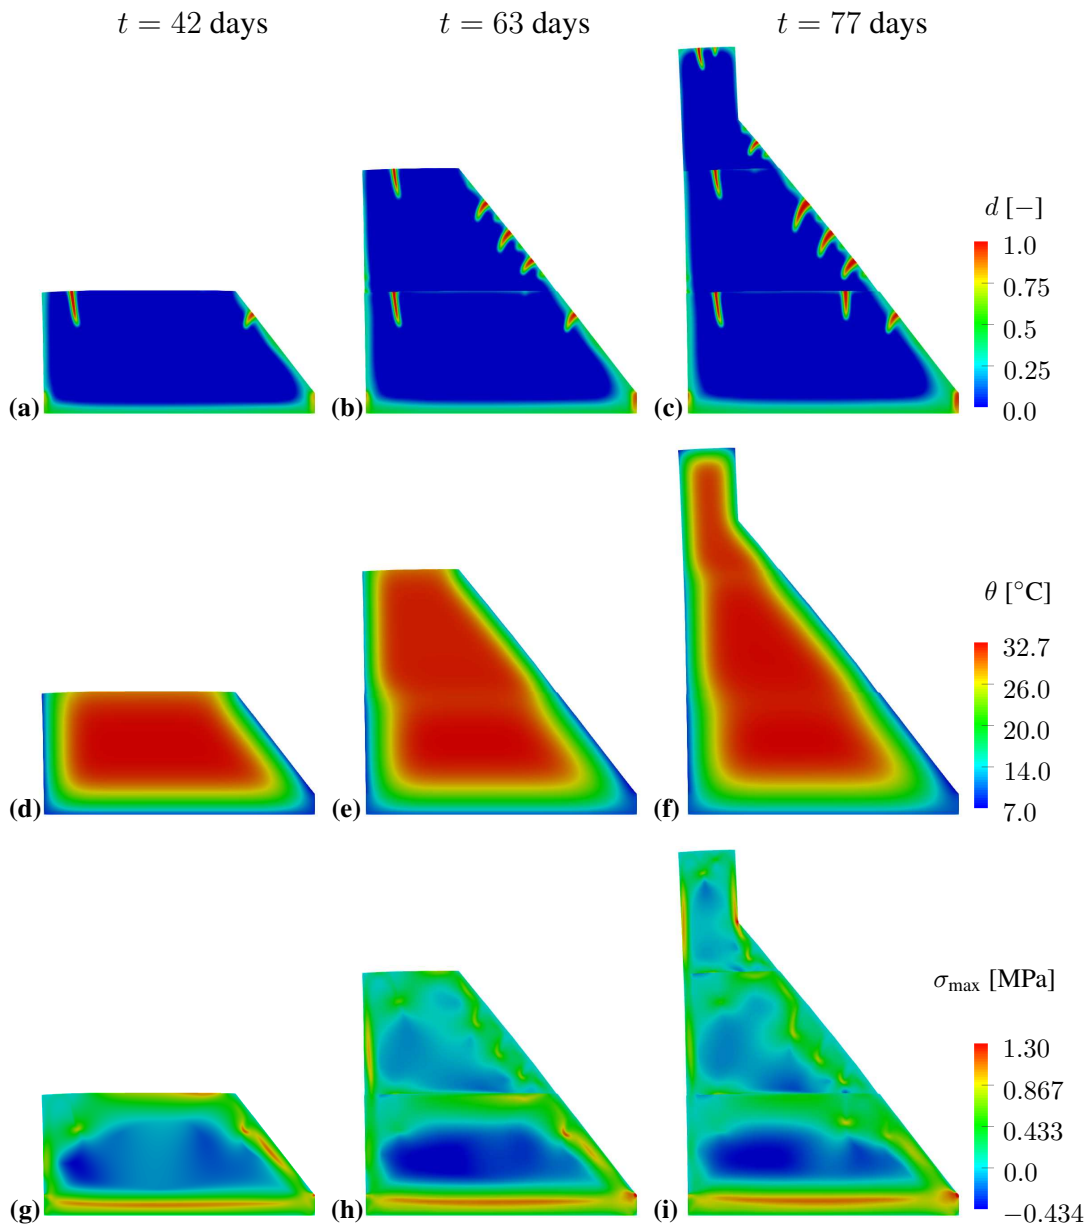 t = 42 days t = 63 days t = 77 days
d [−]
1.0
0.75
0.5
0.25
0.0
(a) (b) (c)
θ [°C]
32.7
26.0
20.0
14.0
7.0
(d) (e) (f)
σmax [MPa]
1.30
0.867
0.433
0.0
−0.434
(g) (h) (i)